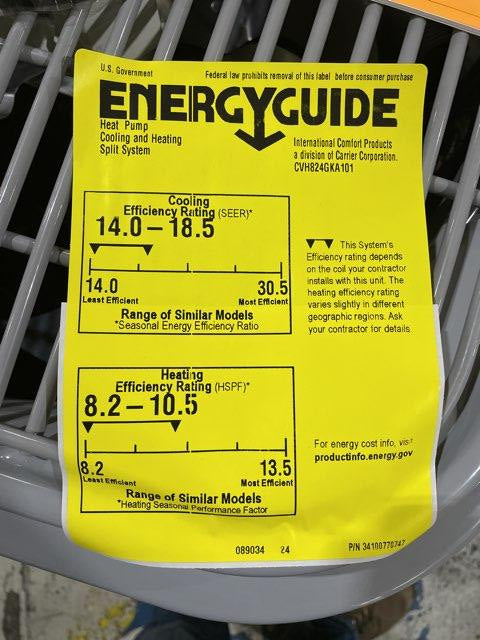 U.S. Government
Federal law prohibits removal of this label before consumer purchase
ENERGYGUIDE
Heat Pump
Cooling and Heating
Split System
International Comfort Products
a division of Carrier Corporation.
CVH824GKA101
Cooling
Efficiency Rating (SEER)*
14.0 – 18.5
14.0
30.5
Least Efficient
Most Efficient
Range of Similar Models
*Seasonal Energy Efficiency Ratio
This System's
Efficiency rating depends
on the coil your contractor
installs with this unit. The
heating efficiency rating
varies slightly in different
geographic regions. Ask
your contractor for details
Heating
Efficiency Rating (HSPF)*
8.2 – 10.5
8.2
13.5
Least Efficient
Most Efficient
Range of Similar Models
*Heating Seasonal Performance Factor
For energy cost info, visit
productinfo.energy.gov
089034 24
P/N 34100770747